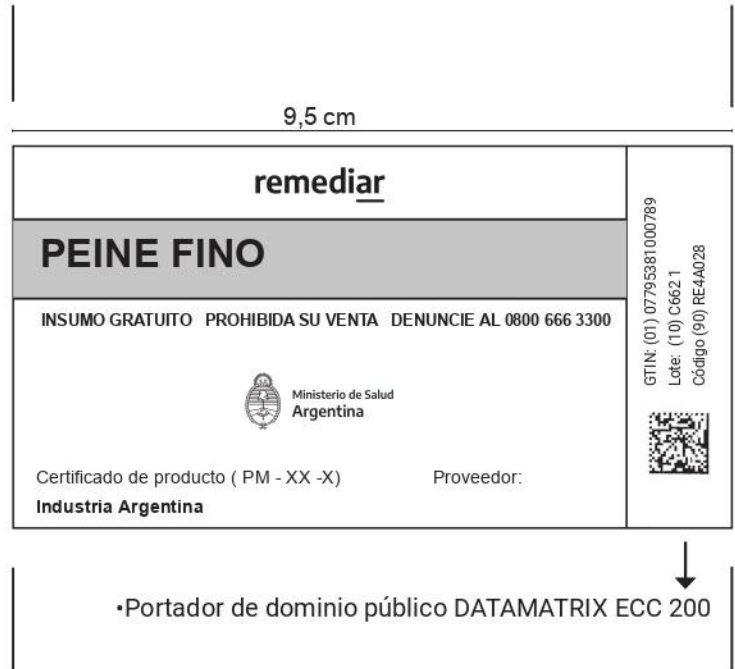 9,5 cm
remediar
PEINE FINO
INSUMO GRATUITO PROHIBIDA SU VENTA DENUNCIE AL 0800 666 3300
Ministerio de Salud
Argentina
Certificado de producto ( PM - XX -X) Proveedor:
Industria Argentina
GTIN: (01) 07795381000789
Lote: (10) C662 1
Código (90) RE4A028
•Portador de dominio público DATAMATRIX ECC 200